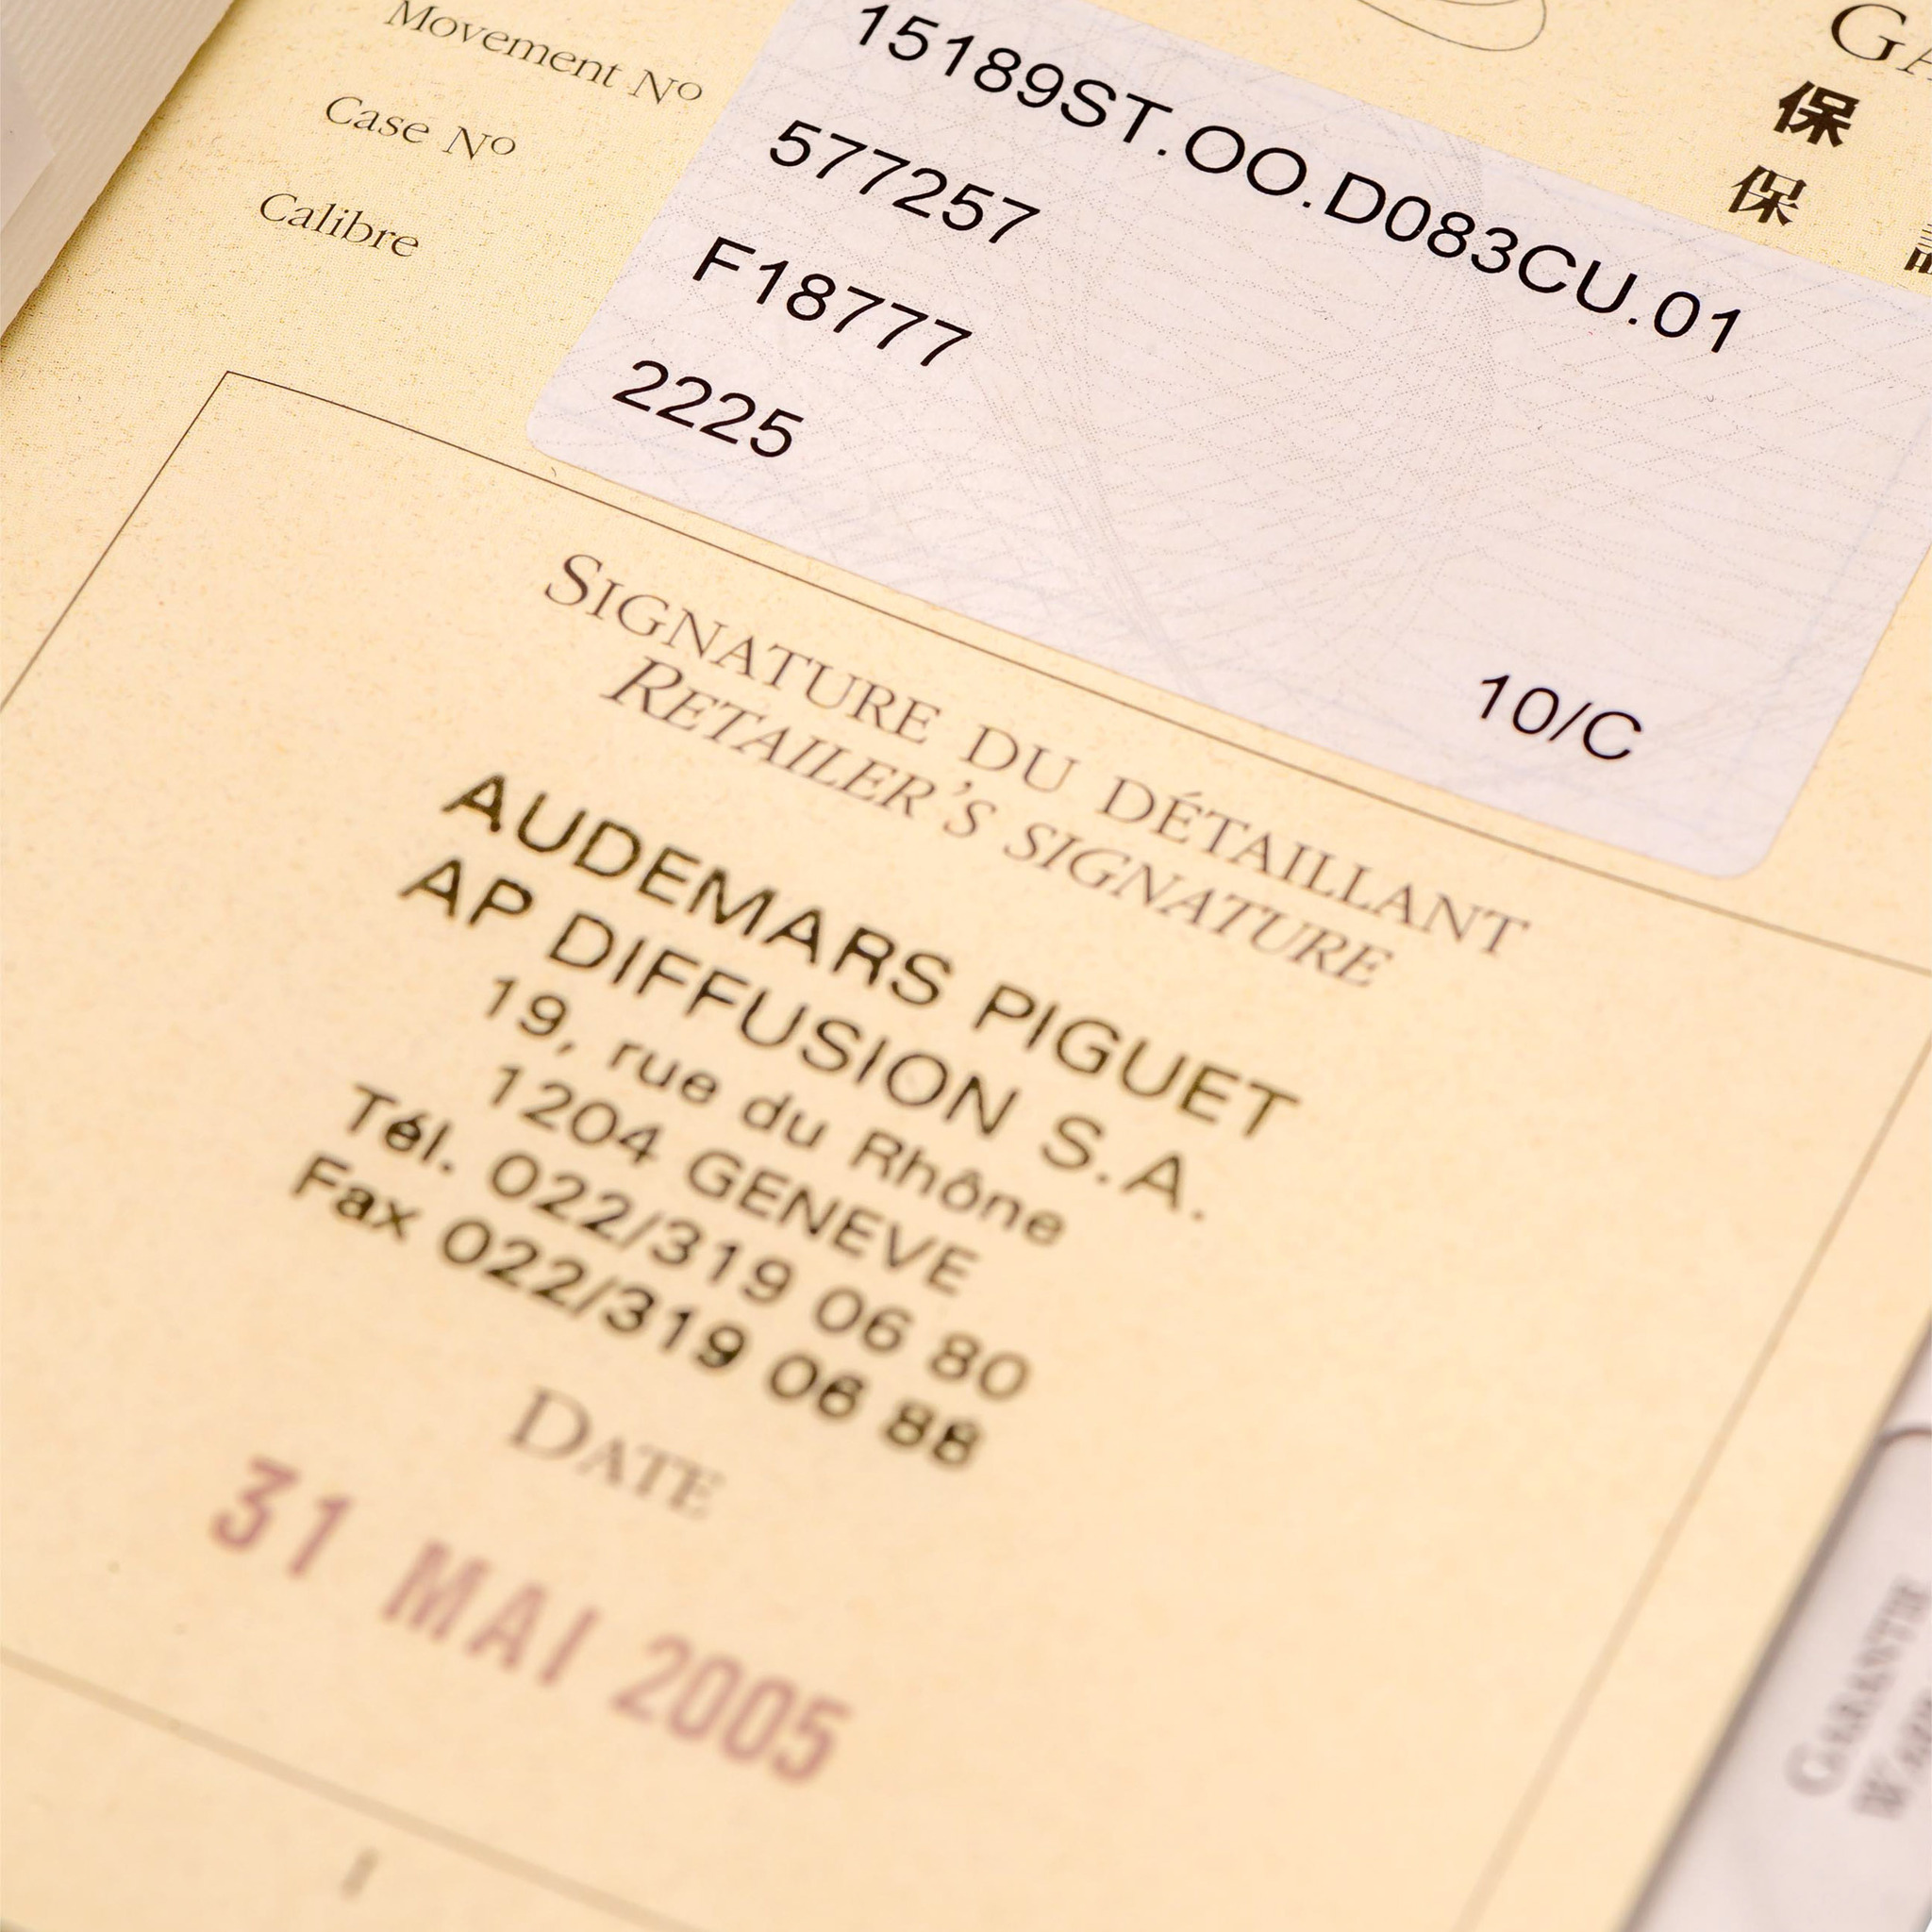 Movement Nº
Case Nº
Calibre
15189ST.OO.D083CU.01
577257
F18777
2225
10/C
保
保
SIGNATURE DU DÉTAILLANT
RETAILER'S SIGNATURE
AUDEMARS PIGUET
AP DIFFUSION S.A.
19, rue du Rhône
1204 GENEVE
Tél. 022/319 06 80
Fax 022/319 06 88
DATE
31 MAI 2005
GARANTIE